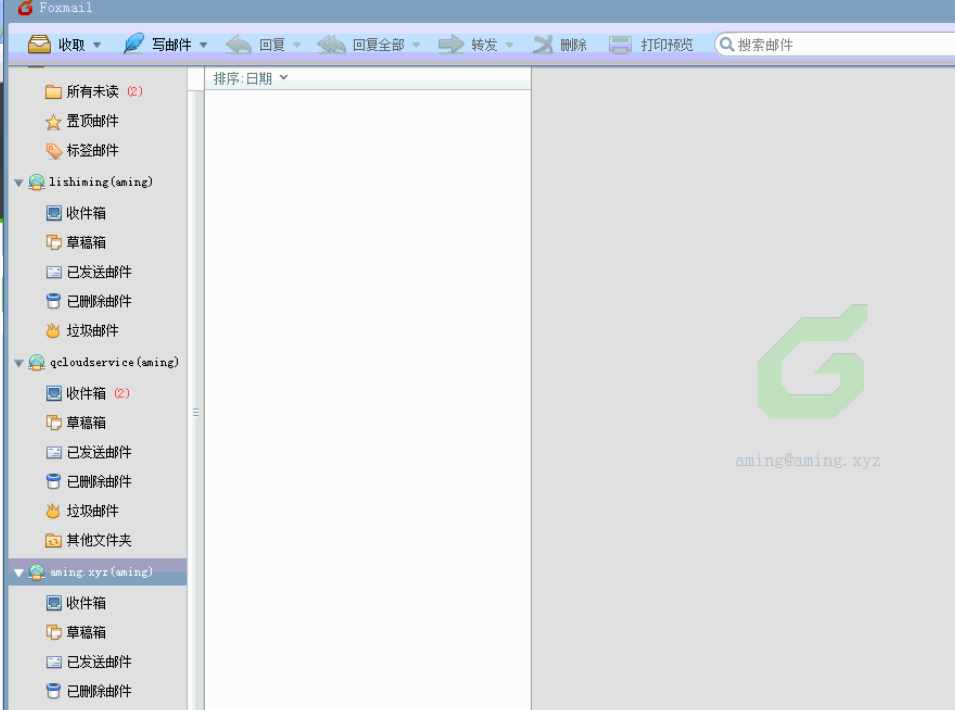 Foxmail
收取 写邮件 回复 回复全部 转发 删除 打印预览 搜索邮件
排序:日期
所有未读 (2)
置顶邮件
标签邮件
lishiming(aming)
收件箱
草稿箱
已发送邮件
已删除邮件
垃圾邮件
qcloudservice(aming)
收件箱 (2)
草稿箱
已发送邮件
已删除邮件
垃圾邮件
其他文件夹
aming.xyz(aming)
收件箱
草稿箱
已发送邮件
已删除邮件
aming@aming.xyz